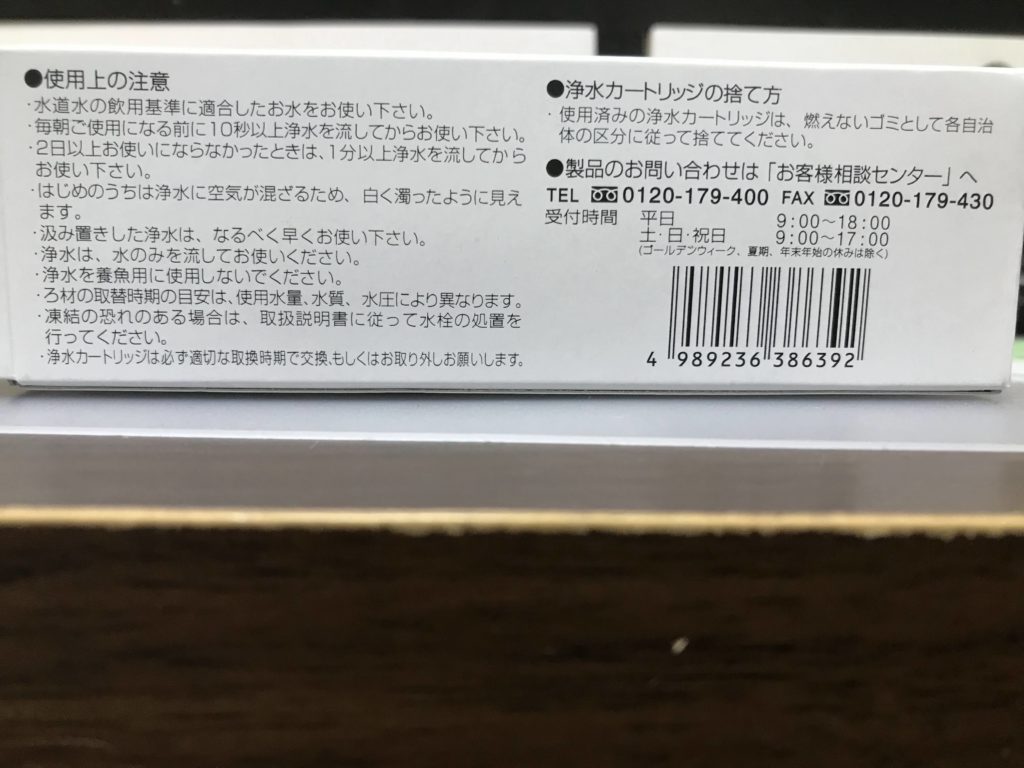 ●使用上の注意
・水道水の飲用基準に適合したお水をお使い下さい。
・毎朝ご使用になる前に10秒以上浄水を流してからお使い下さい。
・2日以上お使いにならなかったときは、1分以上浄水を流してから
お使い下さい。
・はじめのうちは浄水に空気が混ざるため、白く濁ったように見え
ます。
・汲み置きした浄水は、なるべく早くお使い下さい。
・浄水は、水のみを流してお使いください。
・浄水を養魚用に使用しないでください。
・ろ材の取替時期の目安は、使用水量、水質、水圧により異なります。
・凍結の恐れのある場合は、取扱説明書に従って水栓の処置を
行ってください。
・浄水カートリッジは必ず適切な取換時期で交換、もしくはお取り外しお願いします。
●浄水カートリッジの捨て方
・使用済みの浄水カートリッジは、燃えないゴミとして各自治
体の区分に従って捨ててください。
●製品のお問い合わせは「お客様相談センター」へ
TEL 0120-179-400 FAX 0120-179-430
受付時間 平日 9:00～18:00
土・日・祝日 9:00～17:00
(ゴールデンウィーク、夏期、年末年始の休みは除く)
4 989236 386392